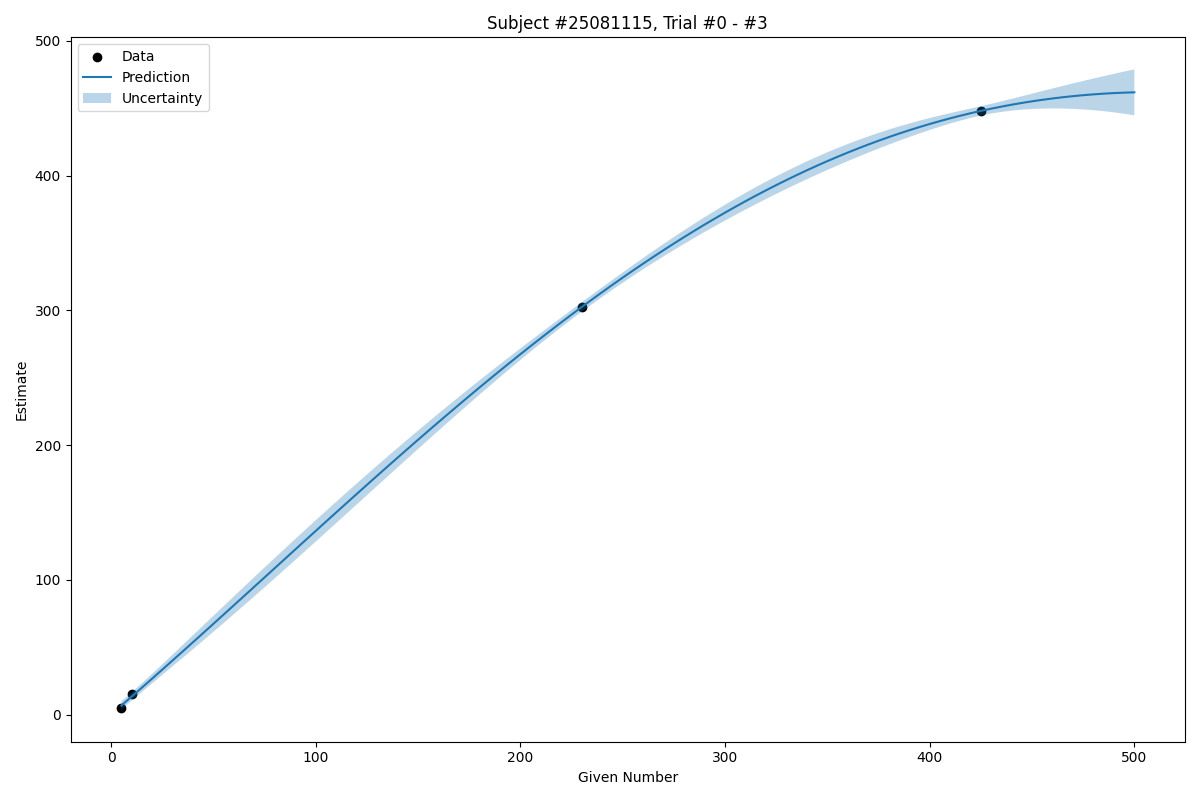 Subject #25081115, Trial #0 - #3
Data
Prediction
Uncertainty
500
400
300
200
100
0
Estimate
0 100 200 300 400 500
Given Number